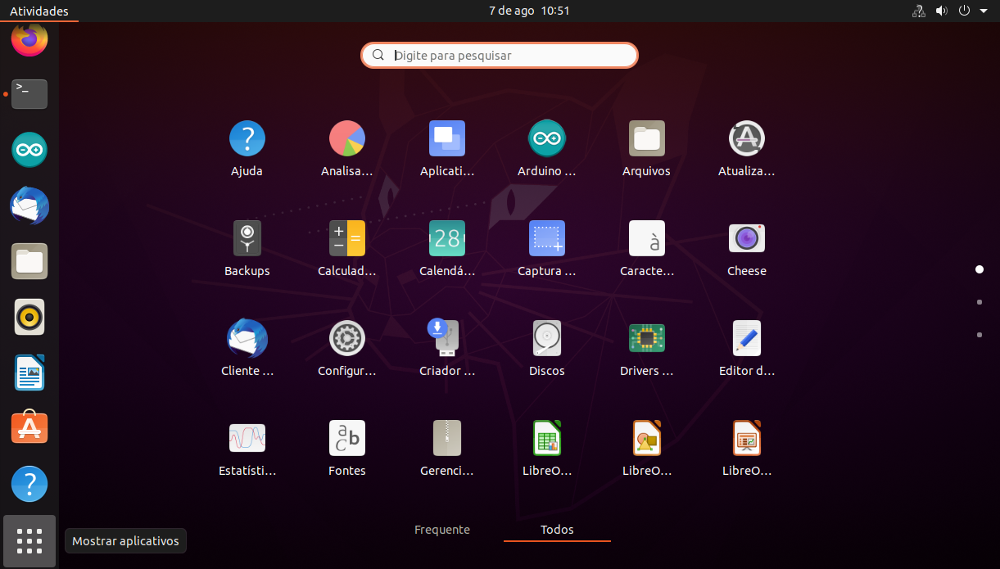 Atividades
7 de ago 10:51
Digite para pesquisar
Ajuda
Analisa…
Aplicati…
Arduino …
Arquivos
Atualiza…
Backups
Calculad…
Calendá…
Captura …
Caracte…
Cheese
Cliente …
Configur…
Criador …
Discos
Drivers …
Editor d…
Estatísti…
Fontes
Gerenci…
LibreO…
LibreO…
LibreO…
Frequente
Todos
Mostrar aplicativos